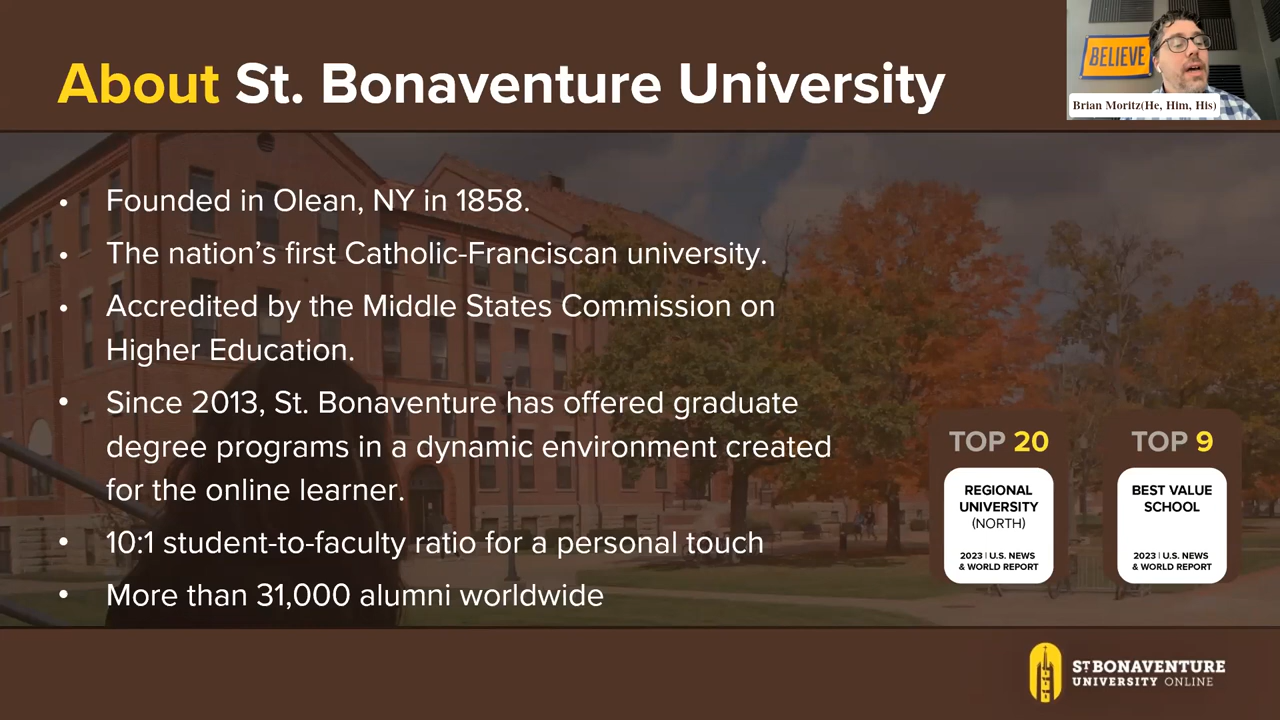 About St. Bonaventure University
BELIEVE
Brian Moritz(He, Him, His)
• Founded in Olean, NY in 1858.
• The nation's first Catholic-Franciscan university.
• Accredited by the Middle States Commission on
Higher Education.
• Since 2013, St. Bonaventure has offered graduate
degree programs in a dynamic environment created
for the online learner.
• 10:1 student-to-faculty ratio for a personal touch
• More than 31,000 alumni worldwide
TOP 20
REGIONAL
UNIVERSITY
(NORTH)
2023 | U.S. NEWS
& WORLD REPORT
TOP 9
BEST VALUE
SCHOOL
2023 | U.S. NEWS
& WORLD REPORT
ST. BONAVENTURE
UNIVERSITY ONLINE